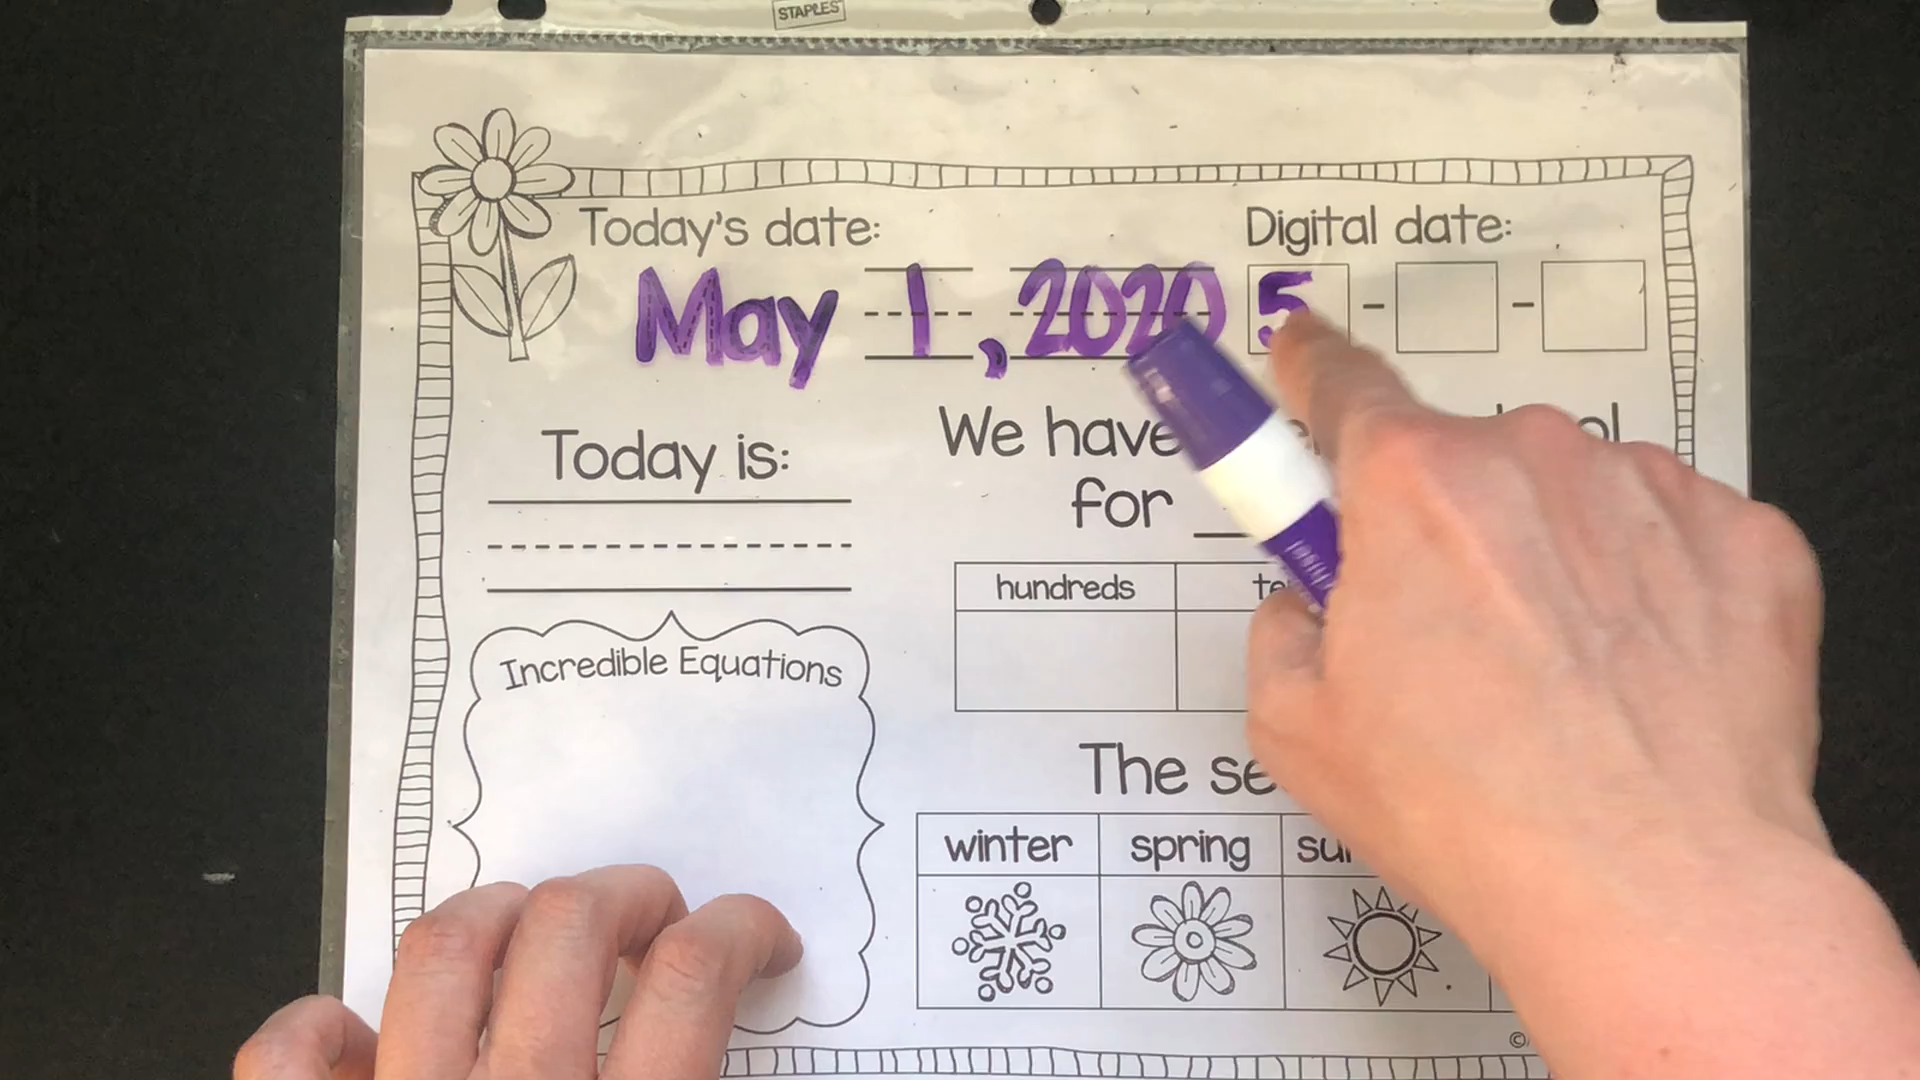 STAPLES
Today's date: Digital date:
May 1, 2020 5 - -
Today is:
We have
for
hundreds
Incredible Equations
The
winter spring
©